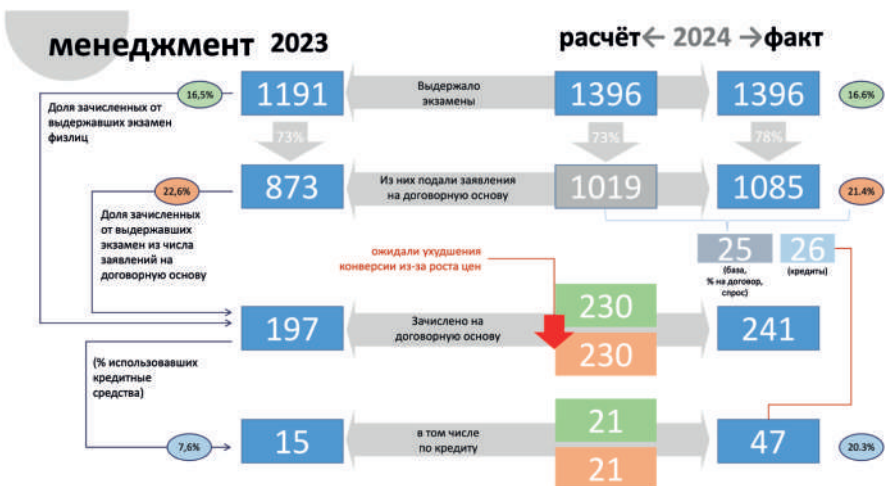 менеджмент 2023
расчёт← 2024 →факт
16,5%
1191
Выдержало
экзамены
1396
1396
16.6%
Доля зачисленных от
выдержавших экзамен
физлиц
73%
73%
78%
22,6%
873
Из них подали заявления
на договорную основу
1019
1085
21.4%
Доля зачисленных
от выдержавших
экзамен из числа
заявлений на
договорную основу
ожидали ухудшения
конверсии из-за роста цен
25
(база,
% на договор,
спрос)
26
(кредиты)
197
Зачислено на
договорную основу
230
230
241
(% использовавших
кредитные
средства)
7,6%
15
в том числе
по кредиту
21
21
47
20.3%